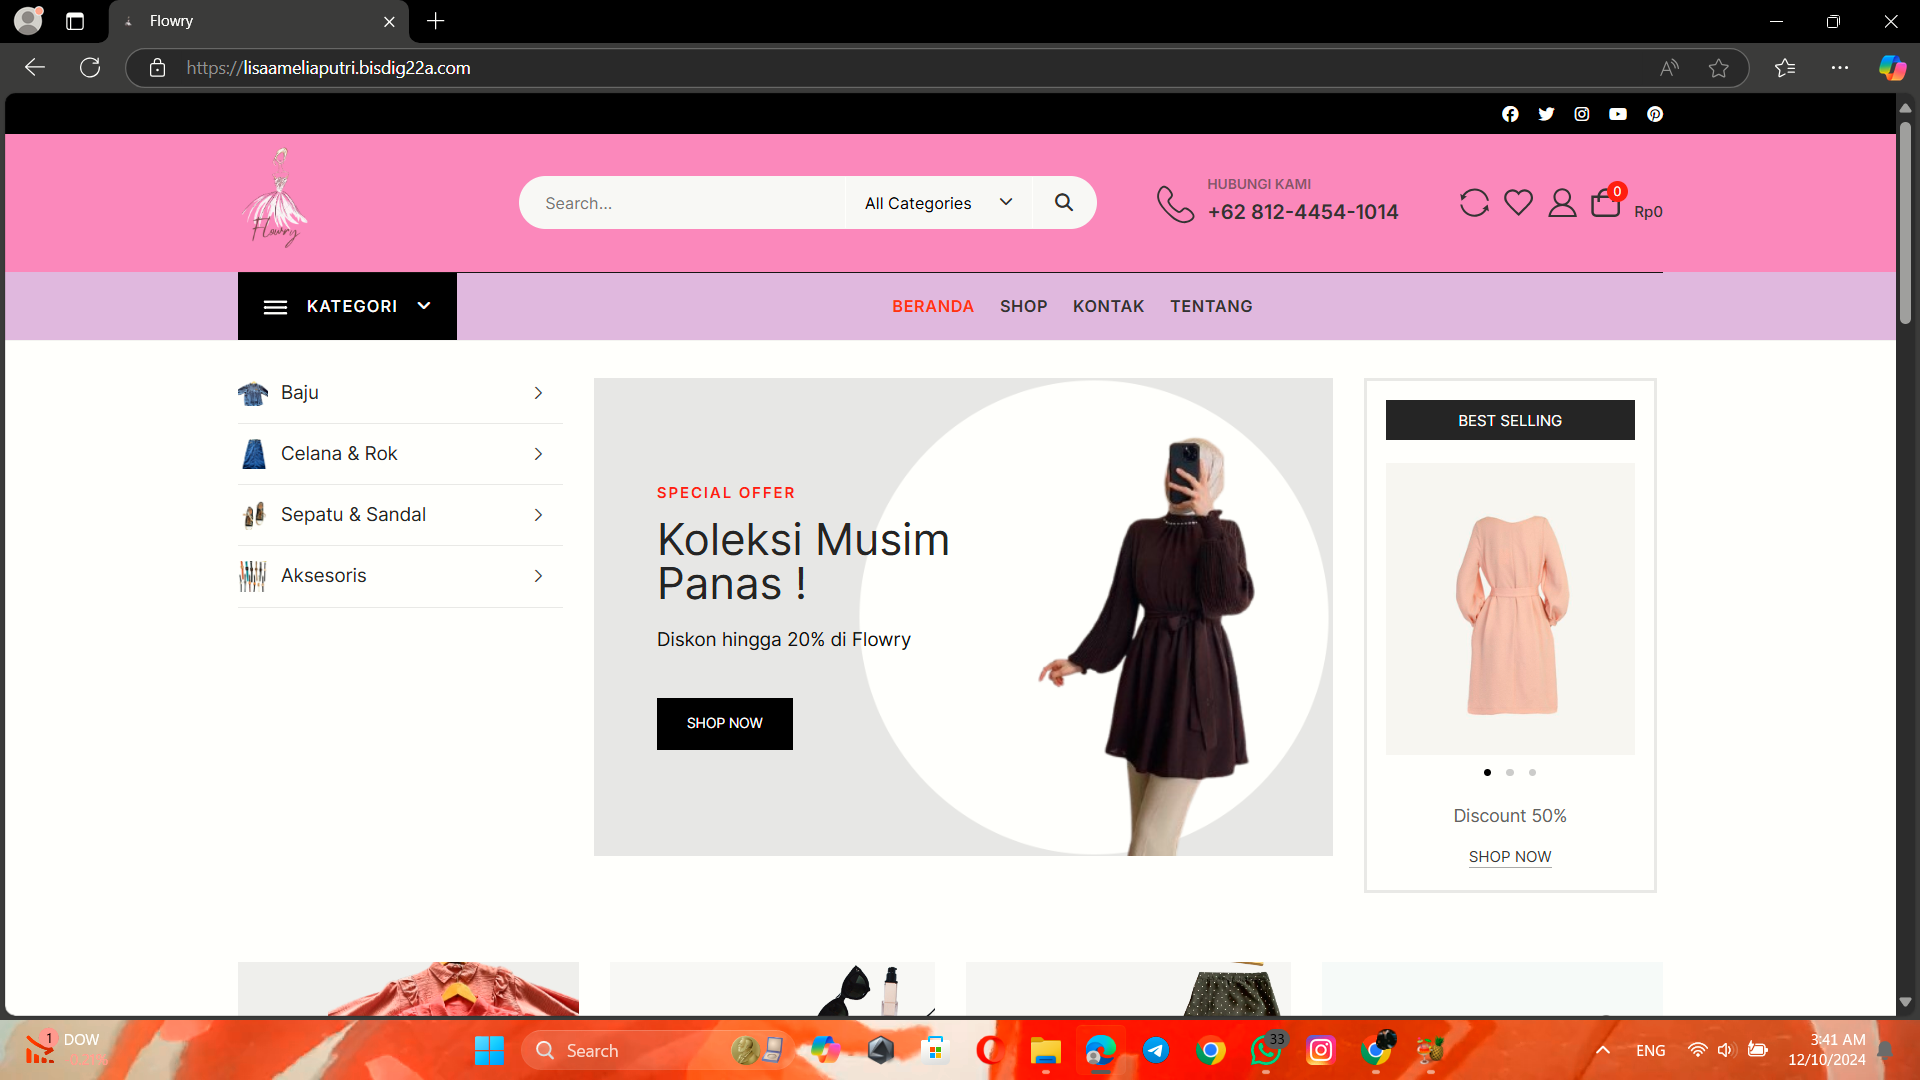 Flowry
https://lisaameliaputri.bisdig22a.com
Flowry
Search...
All Categories
HUBUNGI KAMI
+62 812-4454-1014
0
Rp0
KATEGORI
BERANDA
SHOP
KONTAK
TENTANG
Baju
Celana & Rok
Sepatu & Sandal
Aksesoris
SPECIAL OFFER
Koleksi Musim
Panas !
Diskon hingga 20% di Flowry
SHOP NOW
BEST SELLING
Discount 50%
SHOP NOW
1
DOW
Search
33
ENG
3:41 AM
12/10/2024